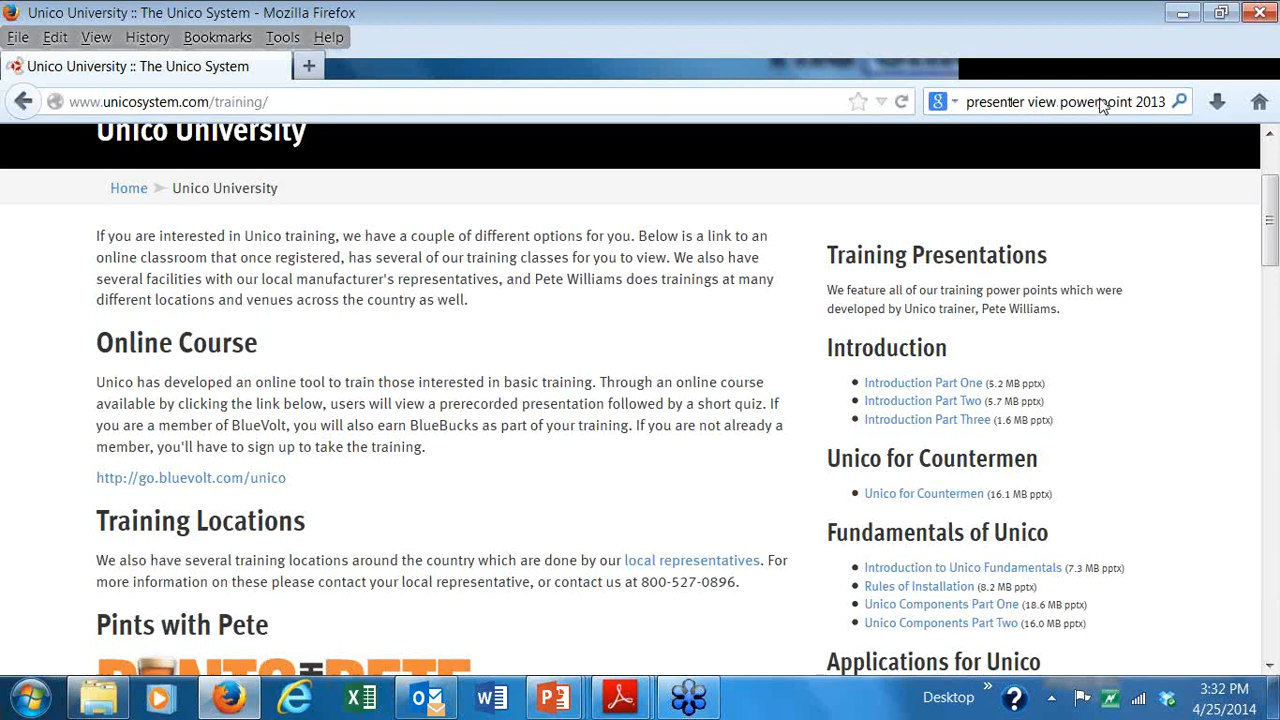 Unico University :: The Unico System - Mozilla Firefox
File Edit View History Bookmarks Tools Help
Unico University :: The Unico System
www.unicosystem.com/training/
presenter view powerpoint 2013
Unico University
Home Unico University
If you are interested in Unico training, we have a couple of different options for you. Below is a link to an
online classroom that once registered, has several of our training classes for you to view. We also have
several facilities with our local manufacturer's representatives, and Pete Williams does trainings at many
different locations and venues across the country as well.
Online Course
Unico has developed an online tool to train those interested in basic training. Through an online course
available by clicking the link below, users will view a prerecorded presentation followed by a short quiz. If
you are a member of BlueVolt, you will also earn BlueBucks as part of your training. If you are not already a
member, you'll have to sign up to take the training.
http://go.bluevolt.com/unico
Training Locations
We also have several training locations around the country which are done by our local representatives. For
more information on these please contact your local representative, or contact us at 800-527-0896.
Pints with Pete
Training Presentations
We feature all of our training power points which were
developed by Unico trainer, Pete Williams.
Introduction
Introduction Part One (5.2 MB pptx)
Introduction Part Two (5.7 MB pptx)
Introduction Part Three (1.6 MB pptx)
Unico for Countermen
Unico for Countermen (16.1 MB pptx)
Fundamentals of Unico
Introduction to Unico Fundamentals (7.3 MB pptx)
Rules of Installation (8.2 MB pptx)
Unico Components Part One (18.6 MB pptx)
Unico Components Part Two (16.0 MB pptx)
Applications for Unico
Desktop
3:32 PM
4/25/2014